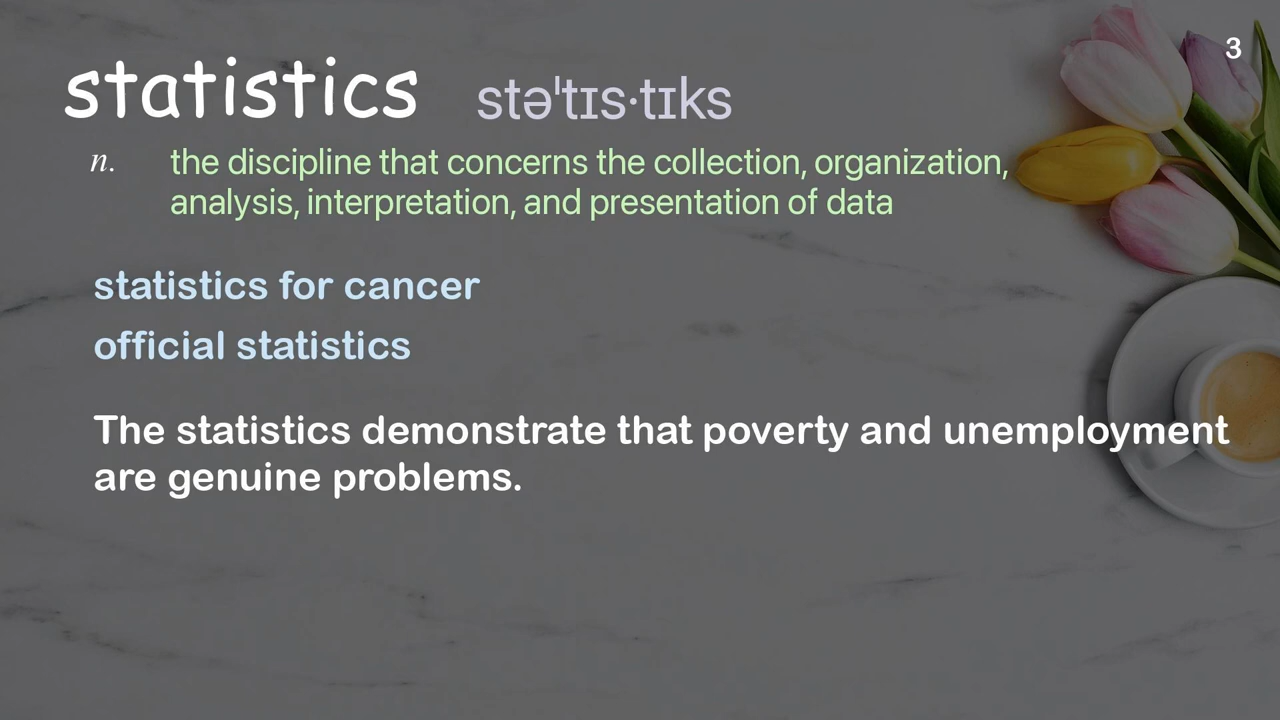 3
statistics stəˈtɪs·tɪks
n. the discipline that concerns the collection, organization,
analysis, interpretation, and presentation of data
statistics for cancer
official statistics
The statistics demonstrate that poverty and unemployment
are genuine problems.